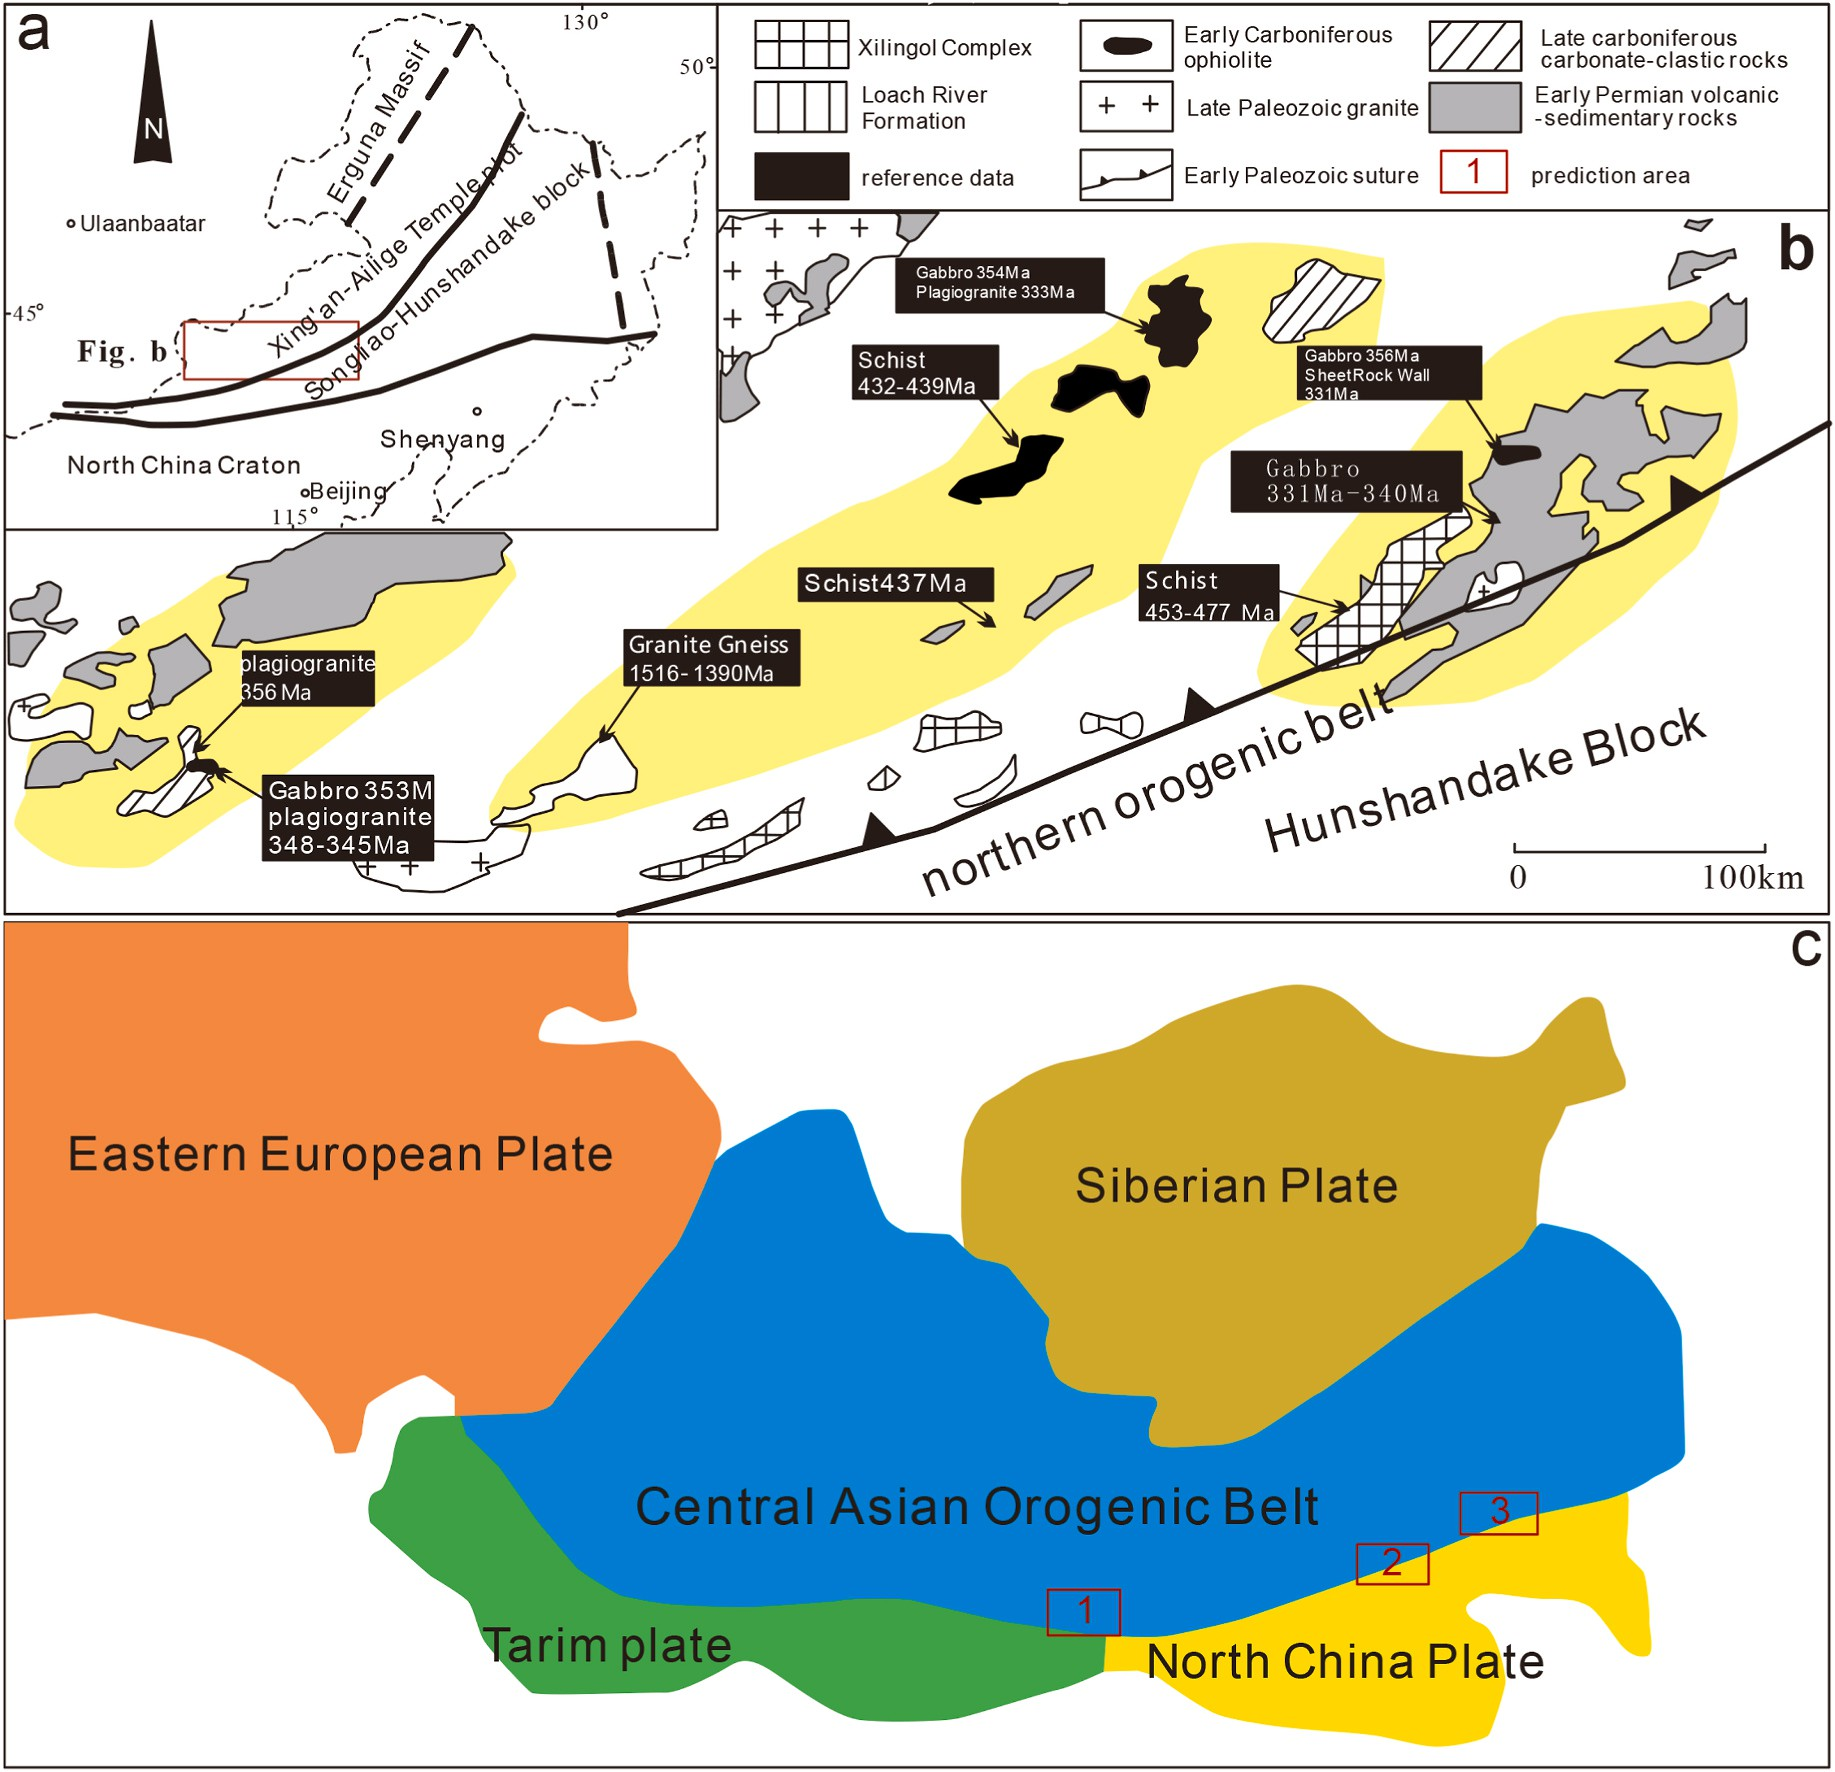 a
N
130°
50°
45°
115°
Erguna Massif
Ulaanbaatar
Xing'an-Ailige Temple plot
Songliao-Hunshandake block
Fig. b
Shenyang
North China Craton
Beijing
Xilingol Complex
Loach River
Formation
reference data
Early Carboniferous
ophiolite
Late Paleozoic granite
Early Paleozoic suture
Late carboniferous
carbonate-clastic rocks
Early Permian volcanic
-sedimentary rocks
1
prediction area
b
Gabbro 354Ma
Plagiogranite 333Ma
Schist
432-439Ma
Gabbro 356Ma
SheetRock Wall
331Ma
Gabbro
331Ma-340Ma
Schist437Ma
Schist
453-477 Ma
Granite Gneiss
1516-1390Ma
plagiogranite
356 Ma
Gabbro 353M
plagiogranite
348-345Ma
northern orogenic belt
Hunshandake Block
0
100km
c
Eastern European Plate
Siberian Plate
Central Asian Orogenic Belt
3
2
1
Tarim plate
North China Plate